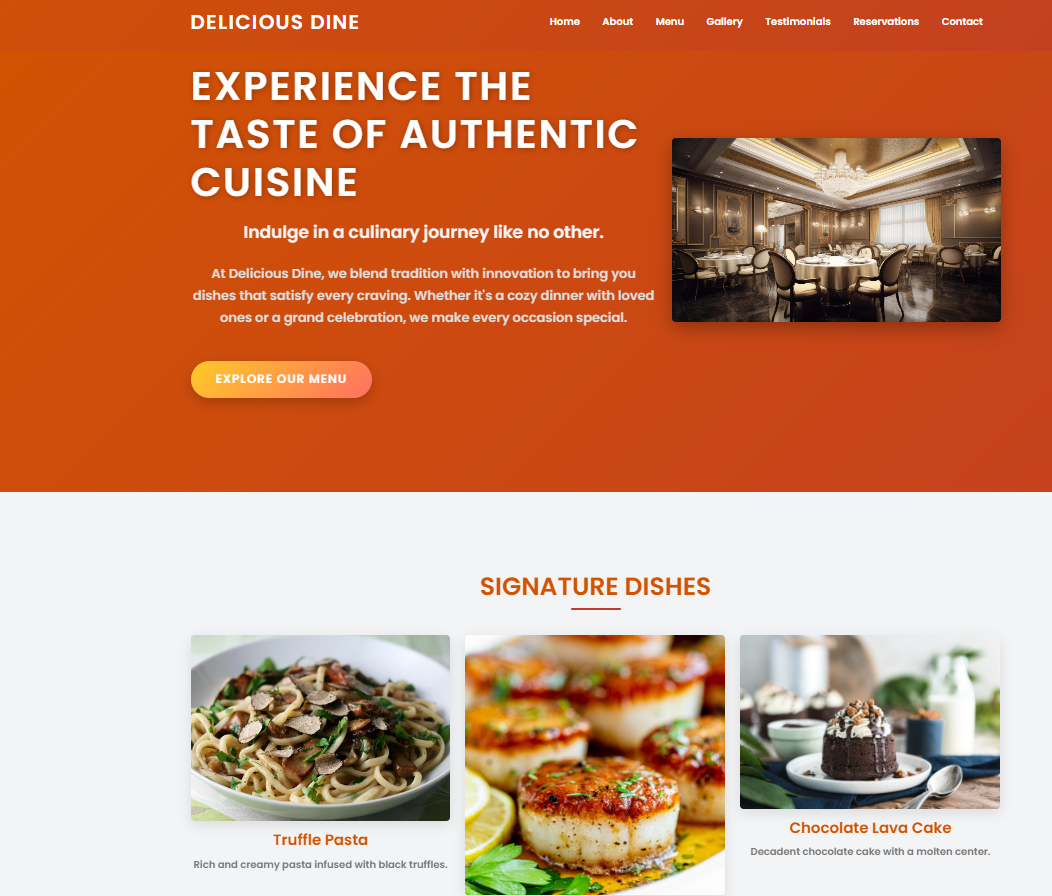 DELICIOUS DINE
Home About Menu Gallery Testimonials Reservations Contact
EXPERIENCE THE
TASTE OF AUTHENTIC
CUISINE
Indulge in a culinary journey like no other.
At Delicious Dine, we blend tradition with innovation to bring you
dishes that satisfy every craving. Whether it's a cozy dinner with loved
ones or a grand celebration, we make every occasion special.
EXPLORE OUR MENU
SIGNATURE DISHES
Truffle Pasta
Rich and creamy pasta infused with black truffles.
Chocolate Lava Cake
Decadent chocolate cake with a molten center.